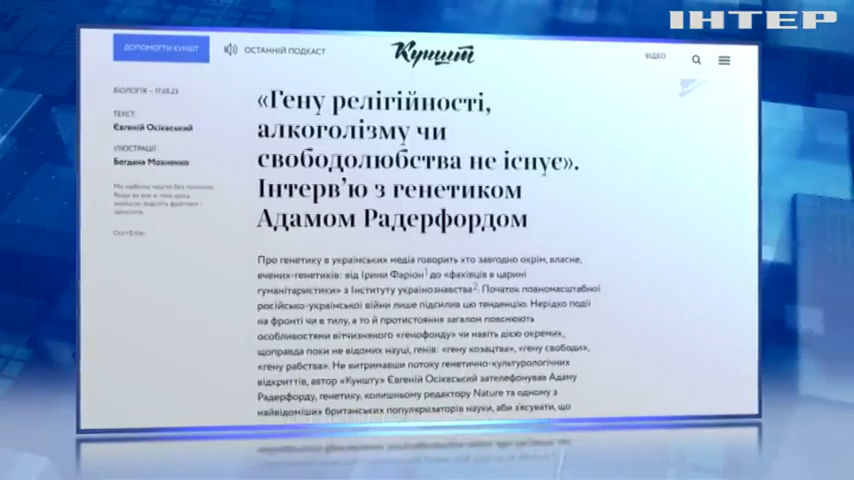 ІНТЕР
ДОПОМОГТИ КУНШТ
ОСТАННІЙ ПОДКАСТ
Куншт
ВІДЕО
БІОЛОГІЯ – 17.03.23
ТЕКСТ:
Євгеній Осієвський
ІЛЮСТРАЦІЇ:
Богдана Мохненко
«Гену релігійності,
алкоголізму чи
свободолюбства не існує».
Інтерв’ю з генетиком
Адамом Радерфордом
Про генетику в українських медіа говорить хто завгодно окрім, власне,
вчених-генетиків: від Ірини Фаріон1 до «фахівців в царині
гуманітаристики» з Інституту українознавства2. Початок повномасштабної
російсько-української війни лише підсилив цю тенденцію. Нерідко події
на фронті чи в тилу, а то й протистояння загалом пояснюють
особливостями вітчизняного «генофонду» чи навіть дією окремих,
щоправда поки не відомих науці, генів: «гену козацтва», «гену свободи»,
«гену рабства». Не витримавши потоку генетично-культурологічних
відкриттів, автор «Куншту» Євгеній Осієвський зателефонував Адаму
Радерфорду, генетику, колишньому редактору Nature та одному з
найвідоміших британських популяризаторів науки, аби з’ясувати, що